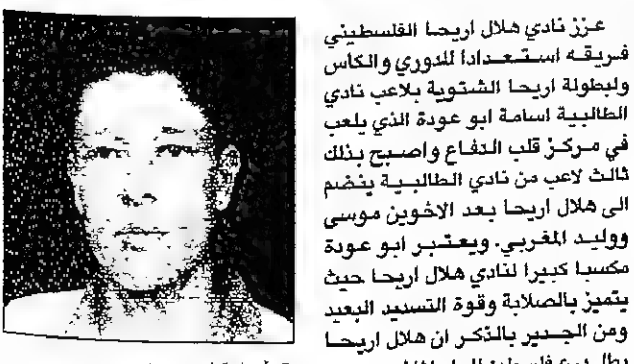 عزز نادي هلال اريحا الفلسطيني
فريقه استعدادا للدوري والكاس
ولبطولة اريحا الشتوية بلاعب نادي
الطالبية اسامة ابو عودة الذي يلعب
في مركز قلب الدفاع واصبح بذلك
ثالث لاعب من نادي الطالبية ينضم
الى هلال اريحا بعد الاخوين موسى
ووليد المغربي. ويعتبر ابو عودة
مكسبا كبيرا لنادي هلال اريحا حيث
يتميز بالصلابة وقوة التسديد البعيد
ومن الجدير بالذكر ان هلال اريحا